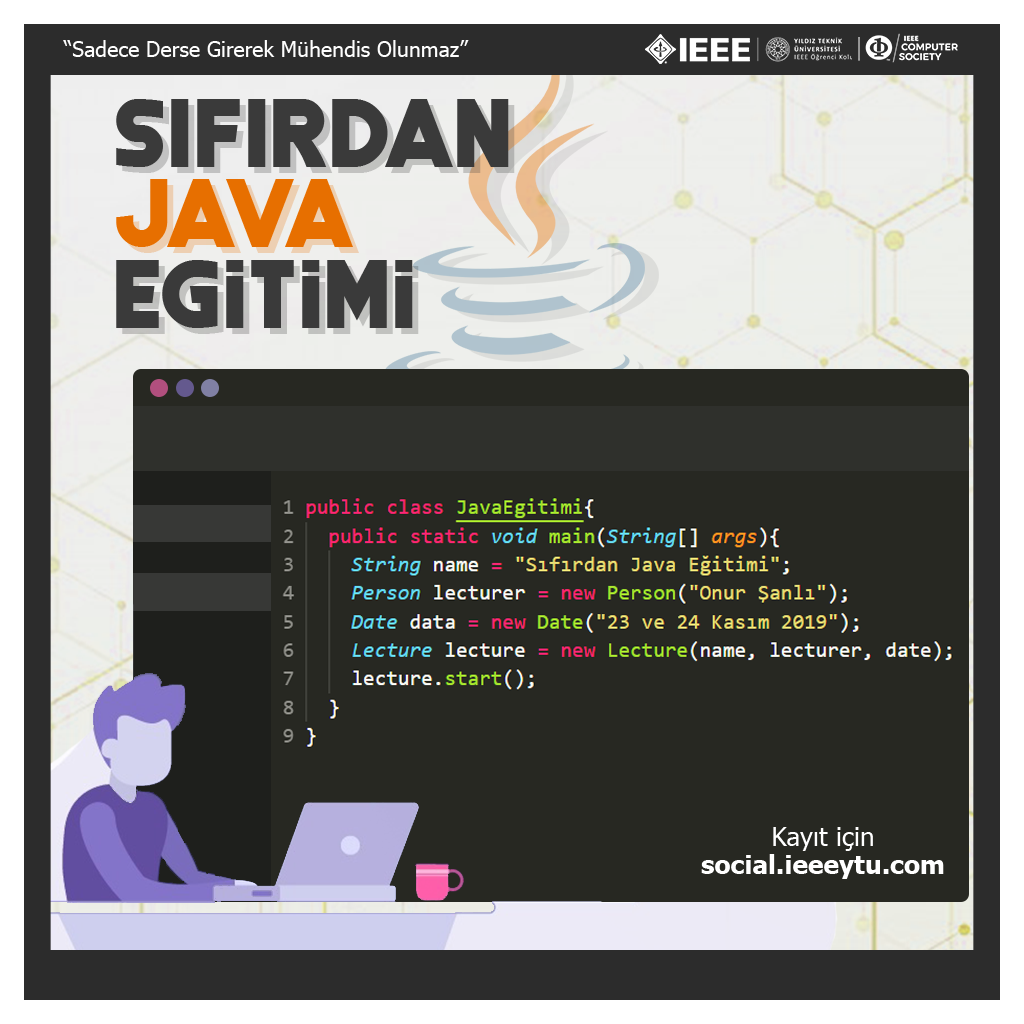 “Sadece Derse Girerek Mühendis Olunmaz”
IEEE
YILDIZ TEKNİK
ÜNİVERSİTESİ
IEEE Öğrenci Kolu
IEEE
COMPUTER
SOCIETY
SIFIRDAN
JAVA
EGİTİMİ
1 public class JavaEgitimi{
2 public static void main(String[] args){
3 String name = "Sıfırdan Java Eğitimi";
4 Person lecturer = new Person("Onur Şanlı");
5 Date data = new Date("23 ve 24 Kasım 2019");
6 Lecture lecture = new Lecture(name, lecturer, date);
7 lecture.start();
8 }
9 }
Kayıt için
social.ieeeytu.com